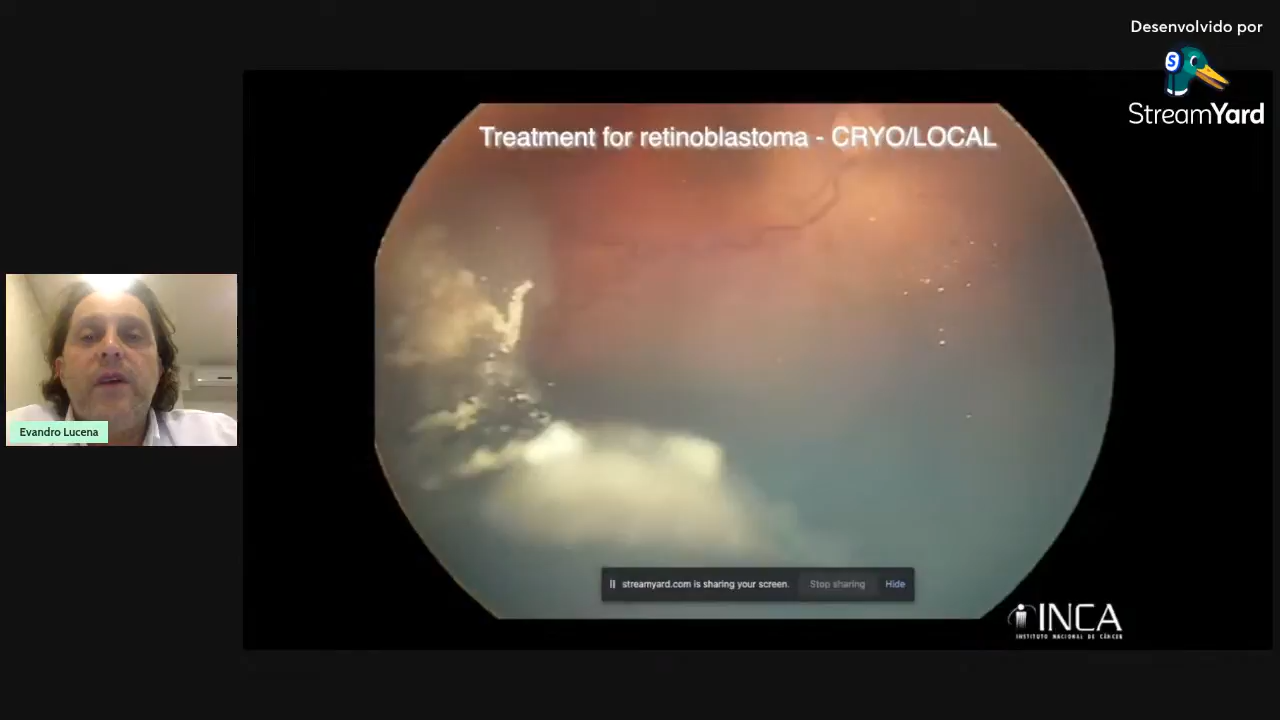 Desenvolvido por
StreamYard
Treatment for retinoblastoma - CRYO/LOCAL
Evandro Lucena
streamyard.com is sharing your screen. Stop sharing Hide
INCA
INSTITUTO NACIONAL DE CÂNCER